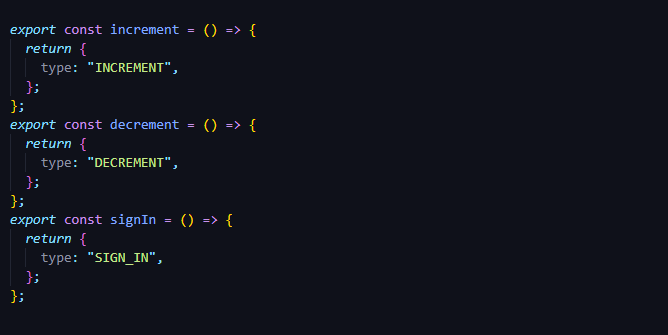 export const increment = () => {
  return {
    type: "INCREMENT",
  };
};
export const decrement = () => {
  return {
    type: "DECREMENT",
  };
};
export const signIn = () => {
  return {
    type: "SIGN_IN",
  };
};